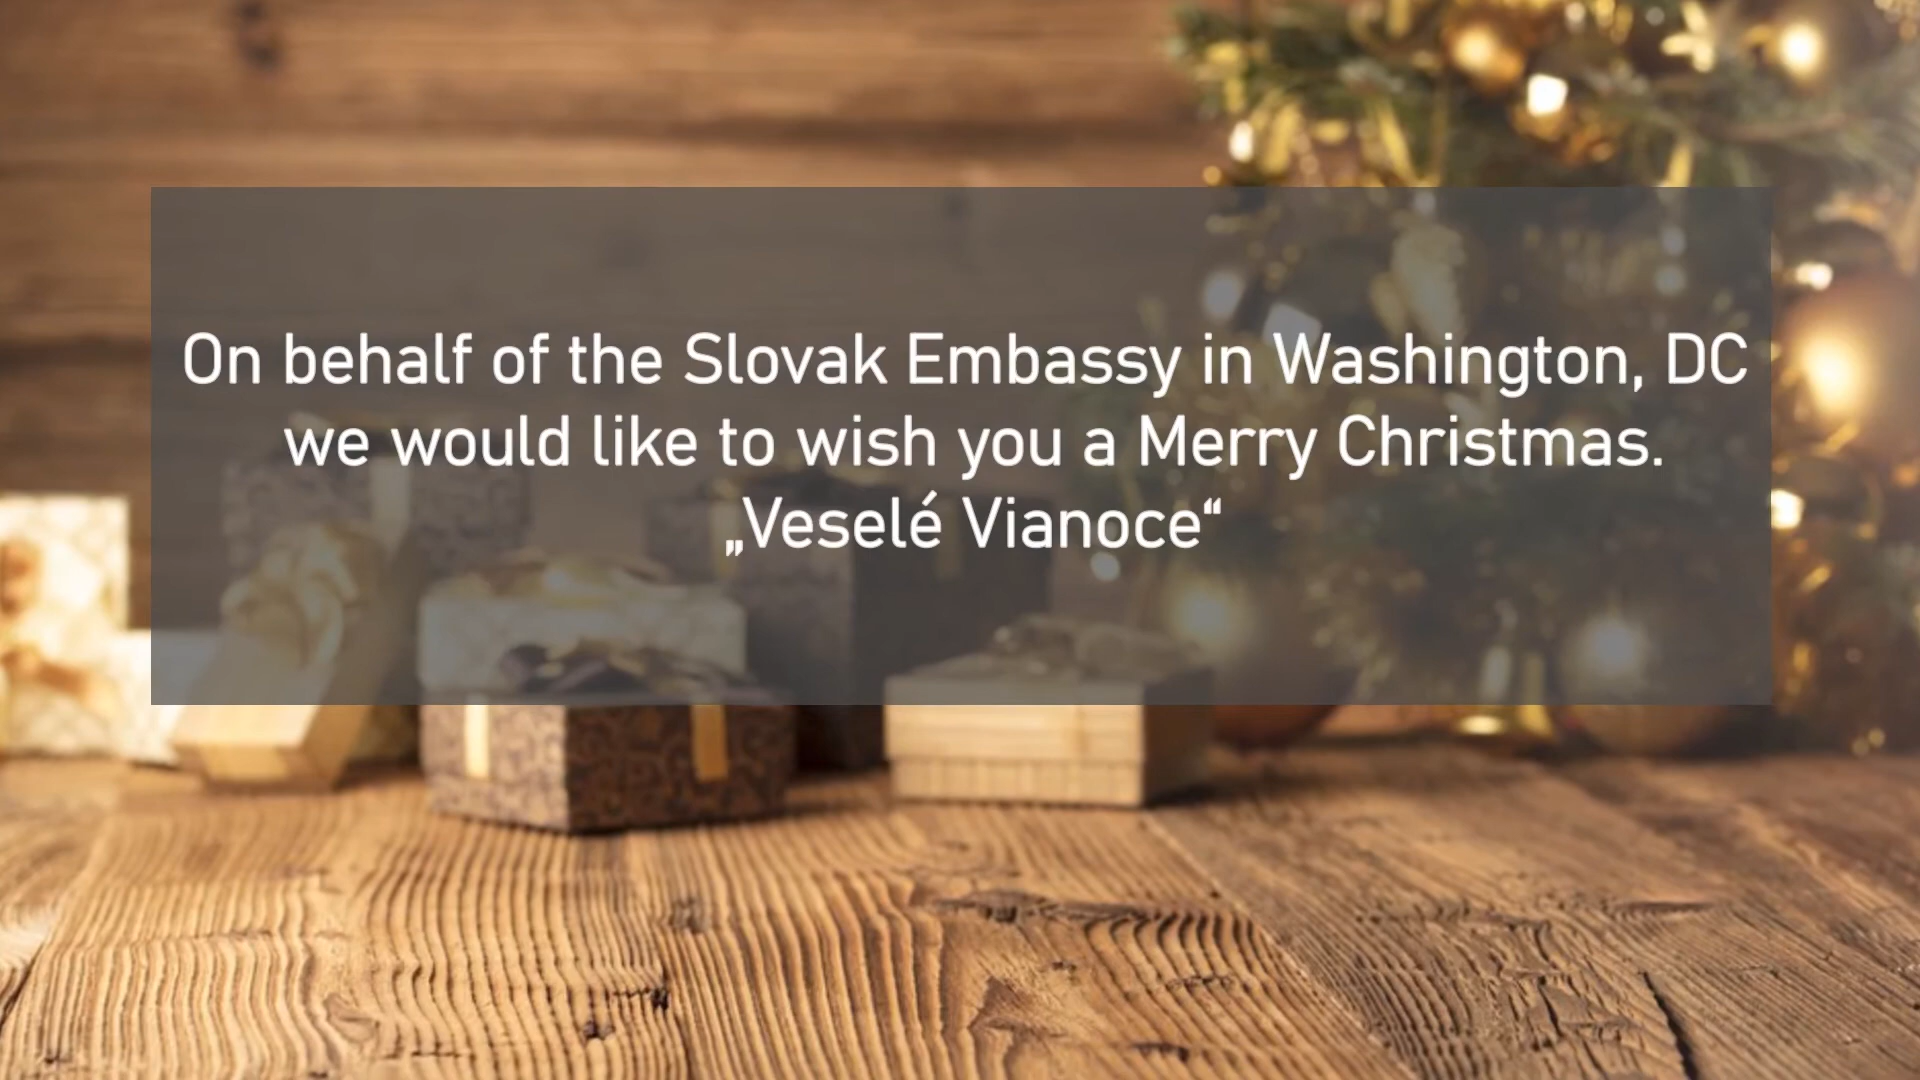 On behalf of the Slovak Embassy in Washington, DC
we would like to wish you a Merry Christmas.
„Veselé Vianoce“